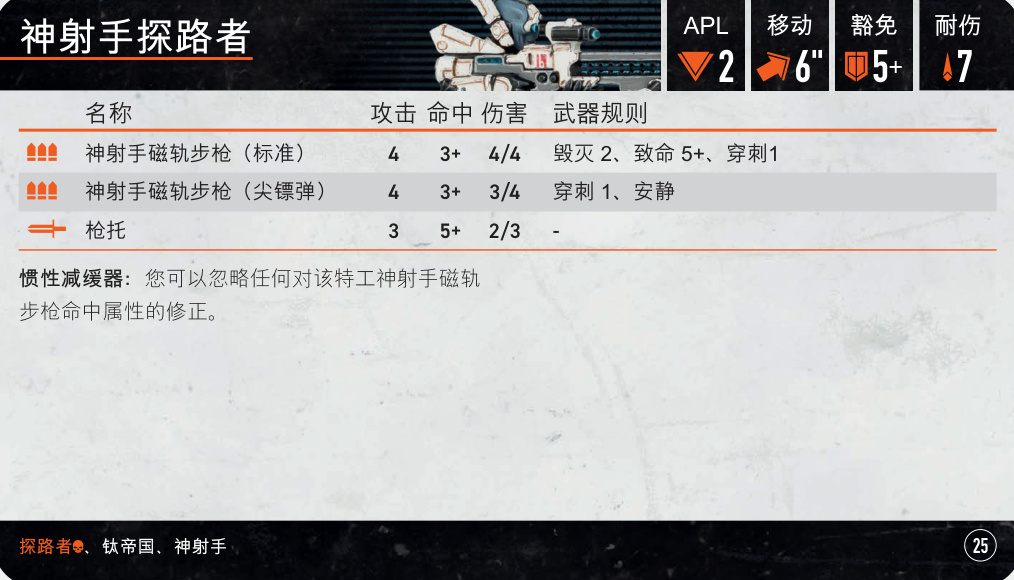 神射手探路者
APL 移动 豁免 耐伤
2 6" 5+ 7
名称 攻击 命中 伤害 武器规则
神射手磁轨步枪（标准） 4 3+ 4/4 毁灭 2、致命 5+、穿刺1
神射手磁轨步枪（尖镖弹） 4 3+ 3/4 穿刺 1、安静
枪托 3 5+ 2/3 -
惯性减缓器：您可以忽略任何对该特工神射手磁轨
步枪命中属性的修正。
探路者、钛帝国、神射手
25